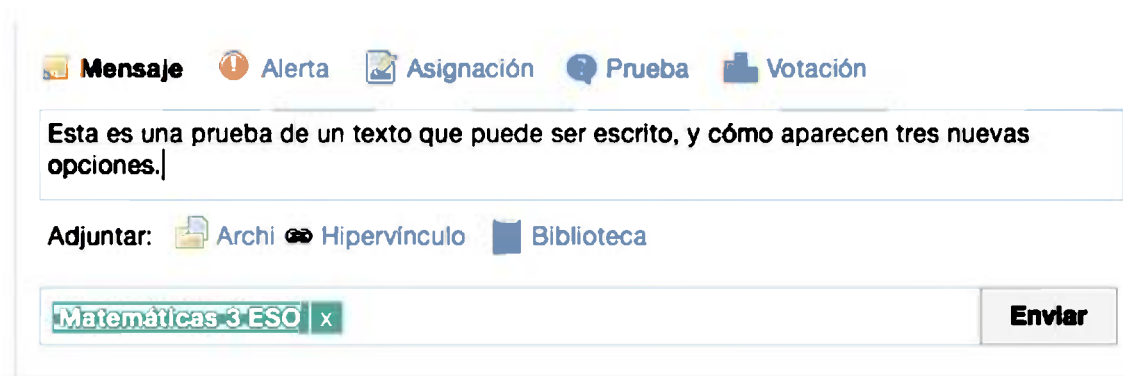 Mensaje Alerta Asignación Prueba Votación
Esta es una prueba de un texto que puede ser escrito, y cómo aparecen tres nuevas
opciones.
Adjuntar: Archi Hipervínculo Biblioteca
Matemáticas 3 ESO x Enviar